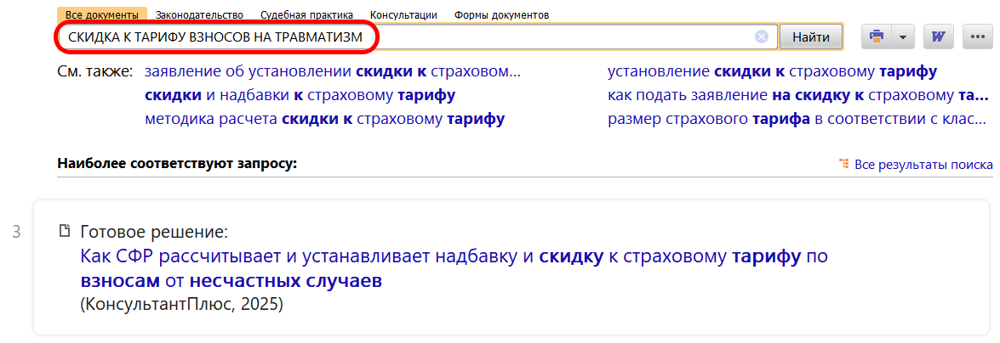 Все документы Законодательство Судебная практика Консультации Формы документов
СКИДКА К ТАРИФУ ВЗНОСОВ НА ТРАВМАТИЗМ Найти W
См. также: заявление об установлении скидки к страховом... установление скидки к страховому тарифу
скидки и надбавки к страховому тарифу как подать заявление на скидку к страховому та...
методика расчета скидки к страховому тарифу размер страхового тарифа в соответствии с клас...
Наиболее соответствуют запросу: Все результаты поиска
3 Готовое решение:
Как СФР рассчитывает и устанавливает надбавку и скидку к страховому тарифу по
взносам от несчастных случаев
(КонсультантПлюс, 2025)